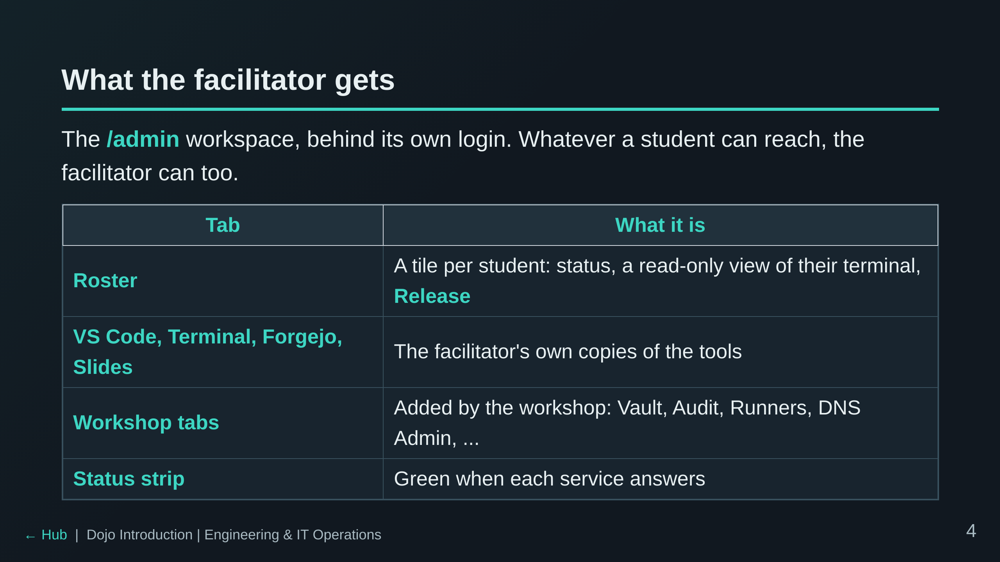 What the facilitator gets
The /admin workspace, behind its own login. Whatever a student can reach, the
facilitator can too.
Tab
What it is
Roster
A tile per student: status, a read-only view of their terminal,
Release
VS Code, Terminal, Forgejo,
Slides
The facilitator's own copies of the tools
Workshop tabs
Added by the workshop: Vault, Audit, Runners, DNS
Admin, ...
Status strip
Green when each service answers
← Hub | Dojo Introduction | Engineering & IT Operations
4